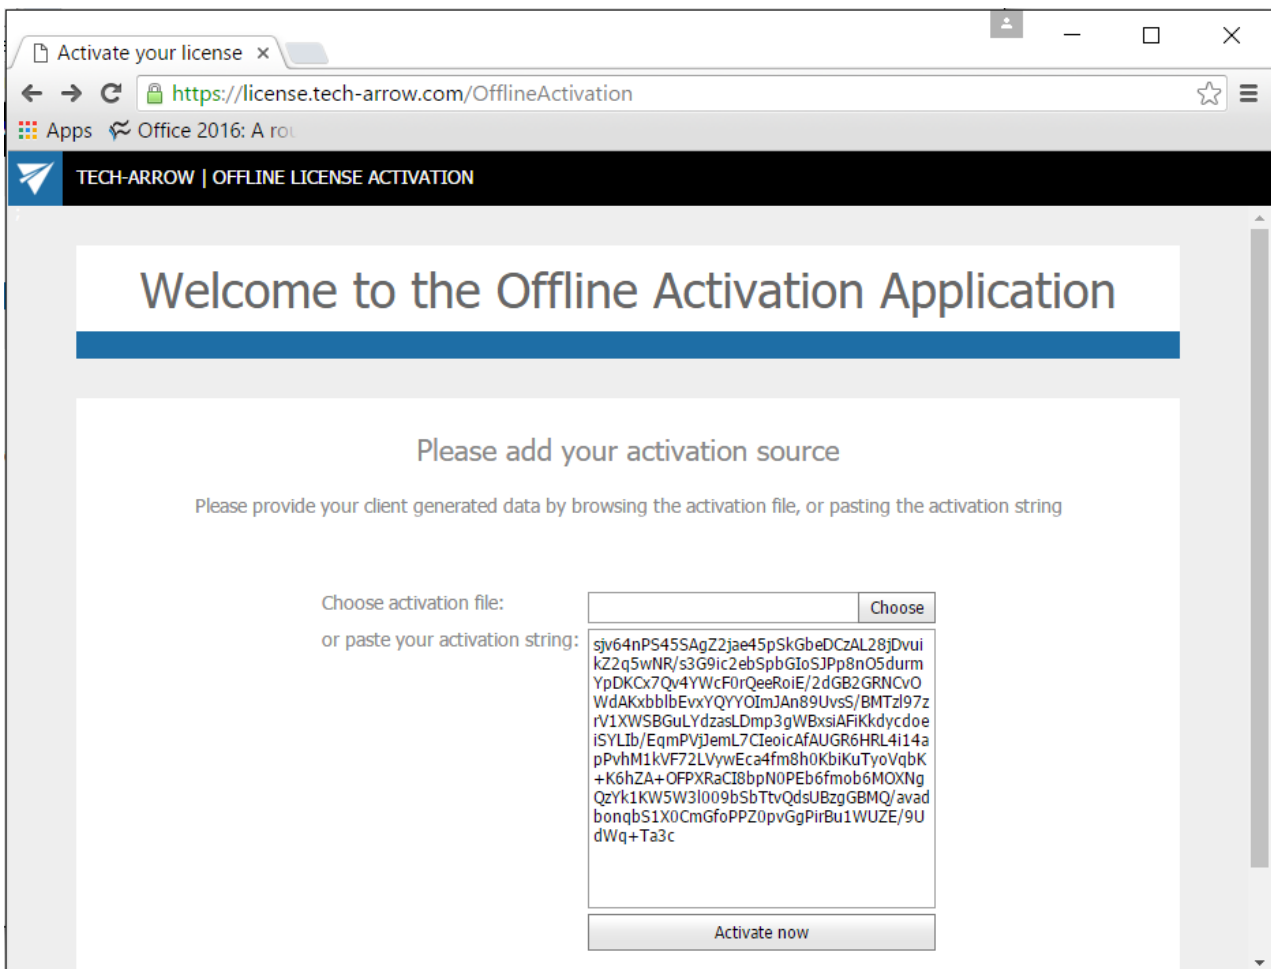 Activate your license
https://license.tech-arrow.com/OfflineActivation
Apps Office 2016: A rou
TECH-ARROW | OFFLINE LICENSE ACTIVATION
Welcome to the Offline Activation Application
Please add your activation source
Please provide your client generated data by browsing the activation file, or pasting the activation string
Choose activation file: Choose
or paste your activation string:
sjv64nPS45SAgZ2jae45pSkGbeDCzAL28jDvui
kZ2q5wNR/s3G9ic2ebSpbGIoSJPp8nO5durm
YpDKCx7Qv4YWcF0rQeeRoiE/2dGB2GRNCvO
WdAKxbblbEvxYQYYOImJAn89UvsS/BMTzl97z
rV1XWSBGuLYdzasLDmp3gWBxsiAFiKkdycdoe
iSYLIb/EqmPVjJemL7CIeoicAfAUGR6HRL4i14a
pPvhM1kVF72LVywEca4fm8h0KbiKuTyoVqbK
+K6hZA+OFPXRaCI8bpN0PEb6fmob6MOXNg
QzYk1KW5W3l009bSbTtvQdsUBzgGBMQ/avad
bonqbS1X0CmGfoPPZ0pvGgPirBu1WUZE/9U
dWq+Ta3c
Activate now